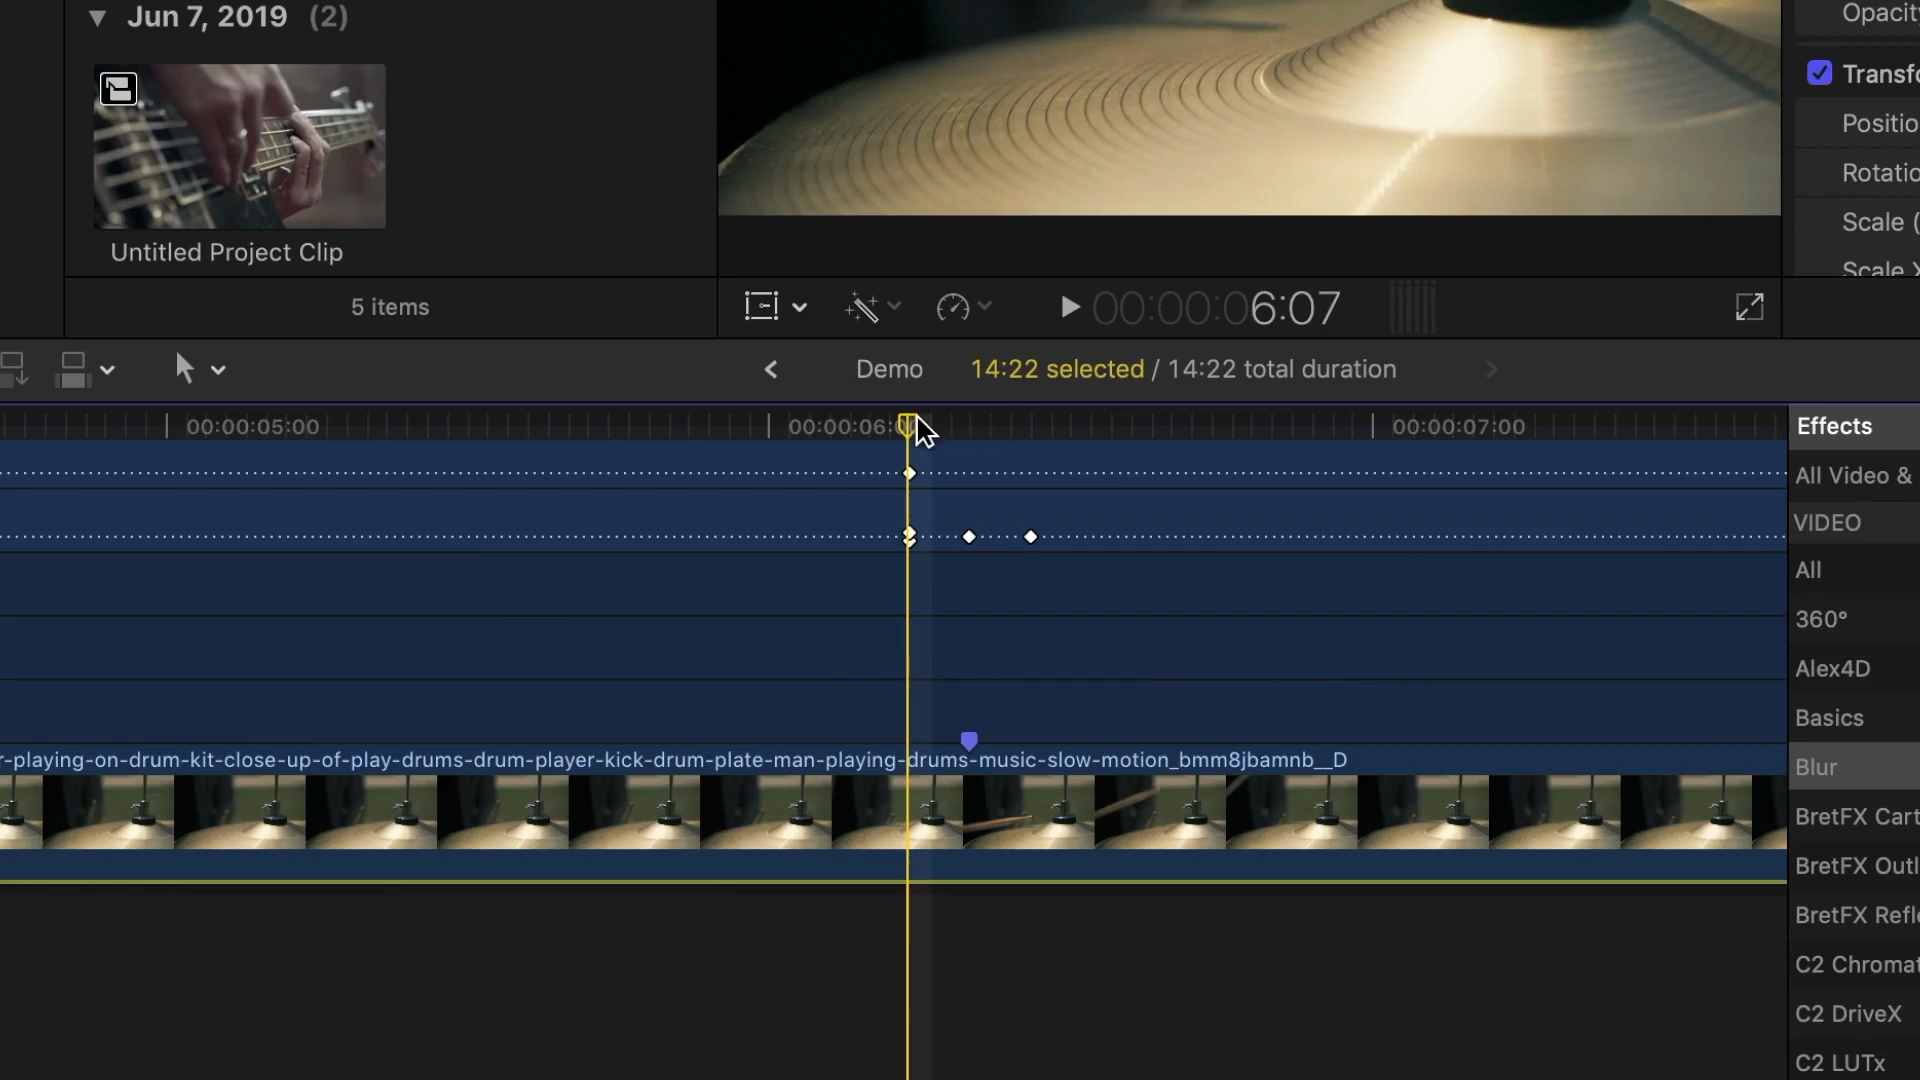 Jun 7, 2019 (2)
Untitled Project Clip
5 items
00:00:06:07
Opacit
Transfo
Positio
Rotatio
Scale (
Scale X
Demo 14:22 selected / 14:22 total duration
00:00:05:00
00:00:06:0
00:00:07:00
r-playing-on-drum-kit-close-up-of-play-drums-drum-player-kick-drum-plate-man-playing-drums-music-slow-motion_bmm8jbamnb__D
Effects
All Video &
VIDEO
All
360°
Alex4D
Basics
Blur
BretFX Cart
BretFX Outl
BretFX Refle
C2 Chromat
C2 DriveX
C2 LUTx